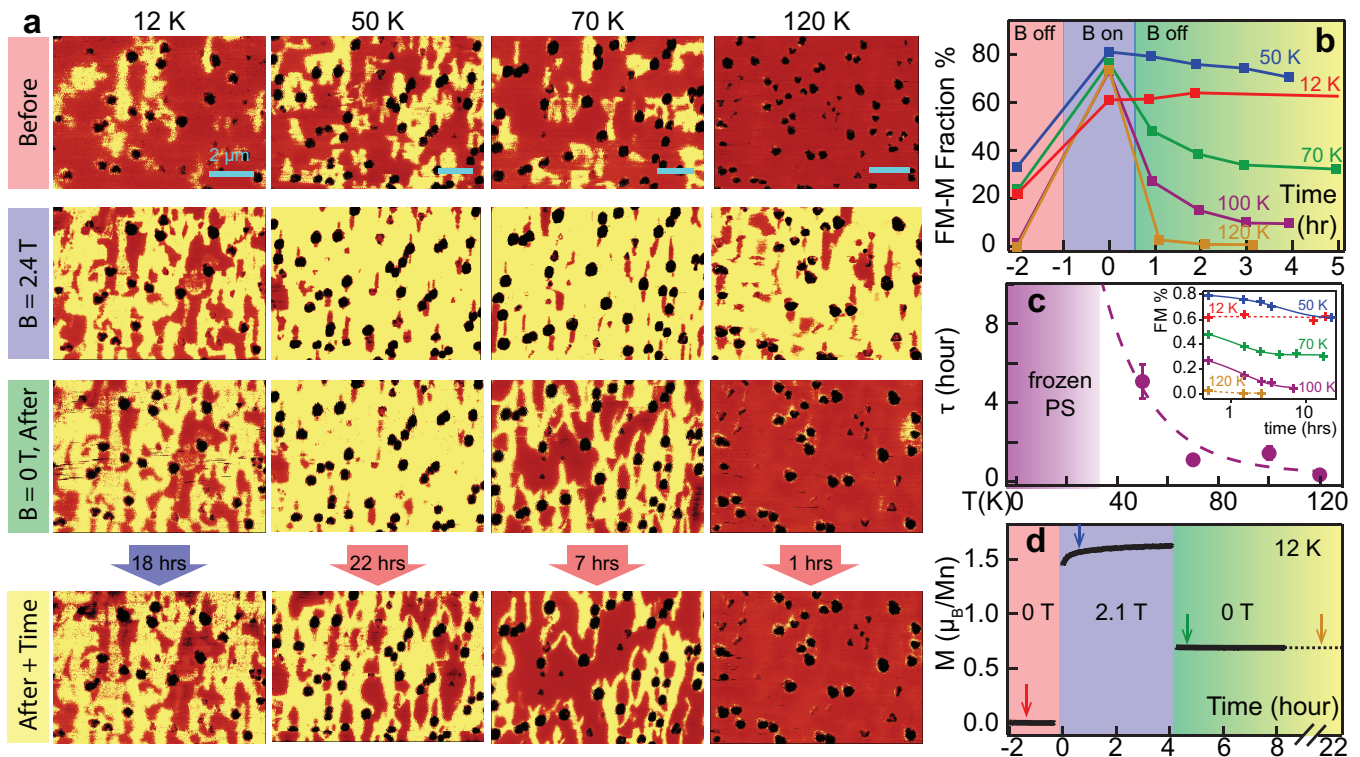 a
12 K
50 K
70 K
120 K
Before
2 μm
B = 2.4 T
B = 0 T, After
18 hrs
22 hrs
7 hrs
1 hrs
After + Time
b
B off
B on
B off
FM-M Fraction %
80
60
40
20
0
50 K
12 K
70 K
100 K
120 K
Time
(hr)
-2
-1
0
1
2
3
4
5
c
τ (hour)
8
4
0
frozen
PS
T(K)
0
40
80
120
FM %
0.8
0.6
0.4
0.2
0.0
50 K
12 K
70 K
100 K
120 K
1
10
time (hrs)
d
12 K
M (μB/Mn)
1.5
1.0
0.5
0.0
0 T
2.1 T
0 T
Time (hour)
-2
0
2
4
6
8
22